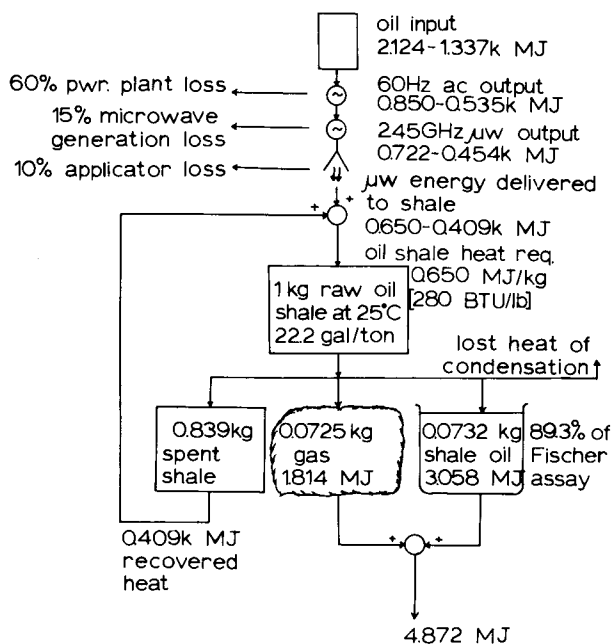 oil input
2.124-1.337k MJ
60% pwr. plant loss
60Hz ac output
0.850-0.535k MJ
15% microwave
generation loss
2.45GHz μw output
0.722-0.454k MJ
10% applicator loss
μw energy delivered
to shale
0.650-0.409k MJ
+
+
oil shale heat req.
0.650 MJ/kg
[280 BTU/lb]
1 kg raw oil
shale at 25°C
22.2 gal/ton
lost heat of
condensation
0.839kg
spent
shale
0.0725 kg
gas
1.814 MJ
0.0732 kg
shale oil
3.058 MJ
89.3% of
Fischer
assay
0.409k MJ
recovered
heat
+
+
4.872 MJ